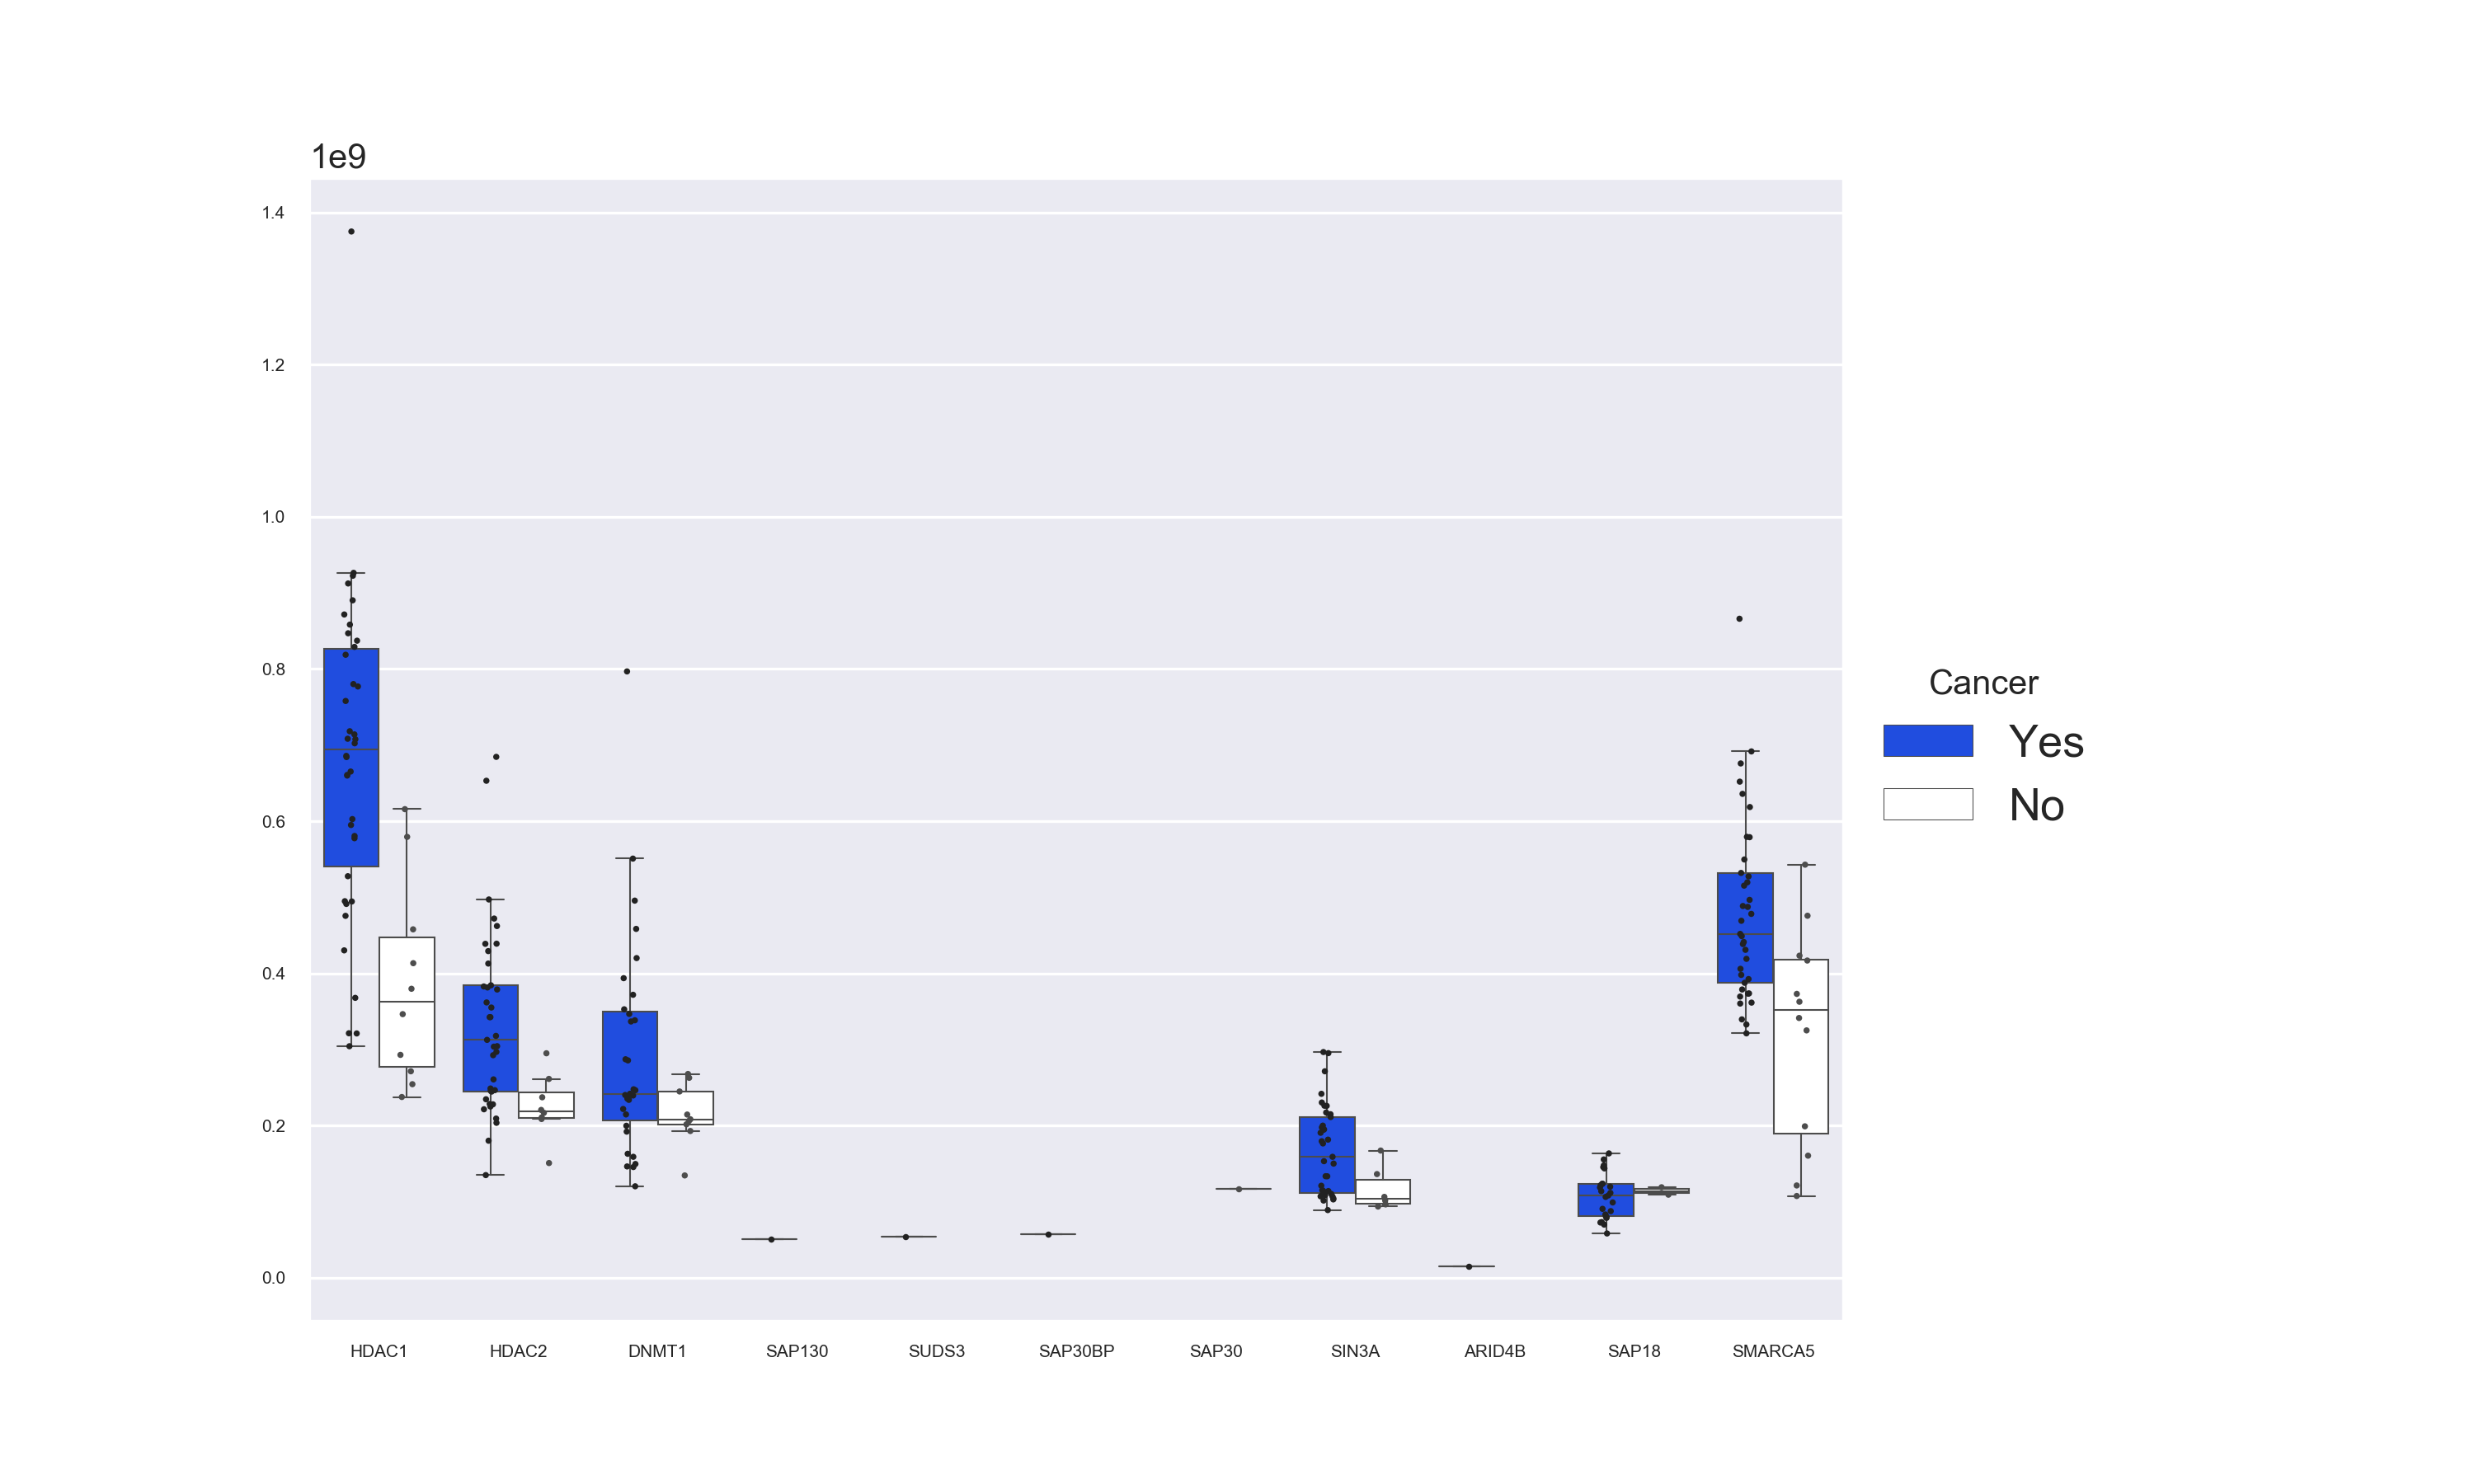 1e9
1.4
1.2
1.0
0.8
0.6
0.4
0.2
0.0
HDAC1 HDAC2 DNMT1 SAP130 SUDS3 SAP30BP SAP30 SIN3A ARID4B SAP18 SMARCA5
Cancer
Yes
No